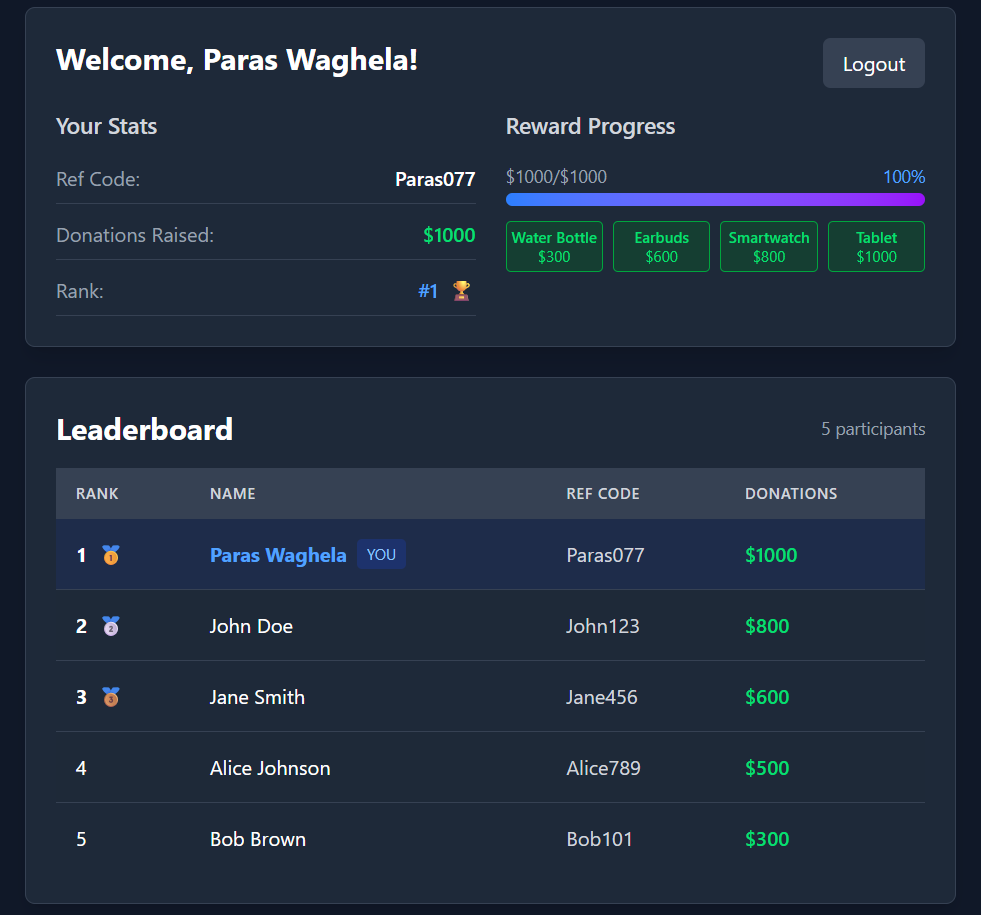 Welcome, Paras Waghela!
Logout
Your Stats
Ref Code: Paras077
Donations Raised: $1000
Rank: #1
Reward Progress
$1000/$1000 100%
Water Bottle
$300
Earbuds
$600
Smartwatch
$800
Tablet
$1000
Leaderboard
5 participants
RANK NAME REF CODE DONATIONS
1 🥇 Paras Waghela YOU Paras077 $1000
2 🥈 John Doe John123 $800
3 🥉 Jane Smith Jane456 $600
4 Alice Johnson Alice789 $500
5 Bob Brown Bob101 $300